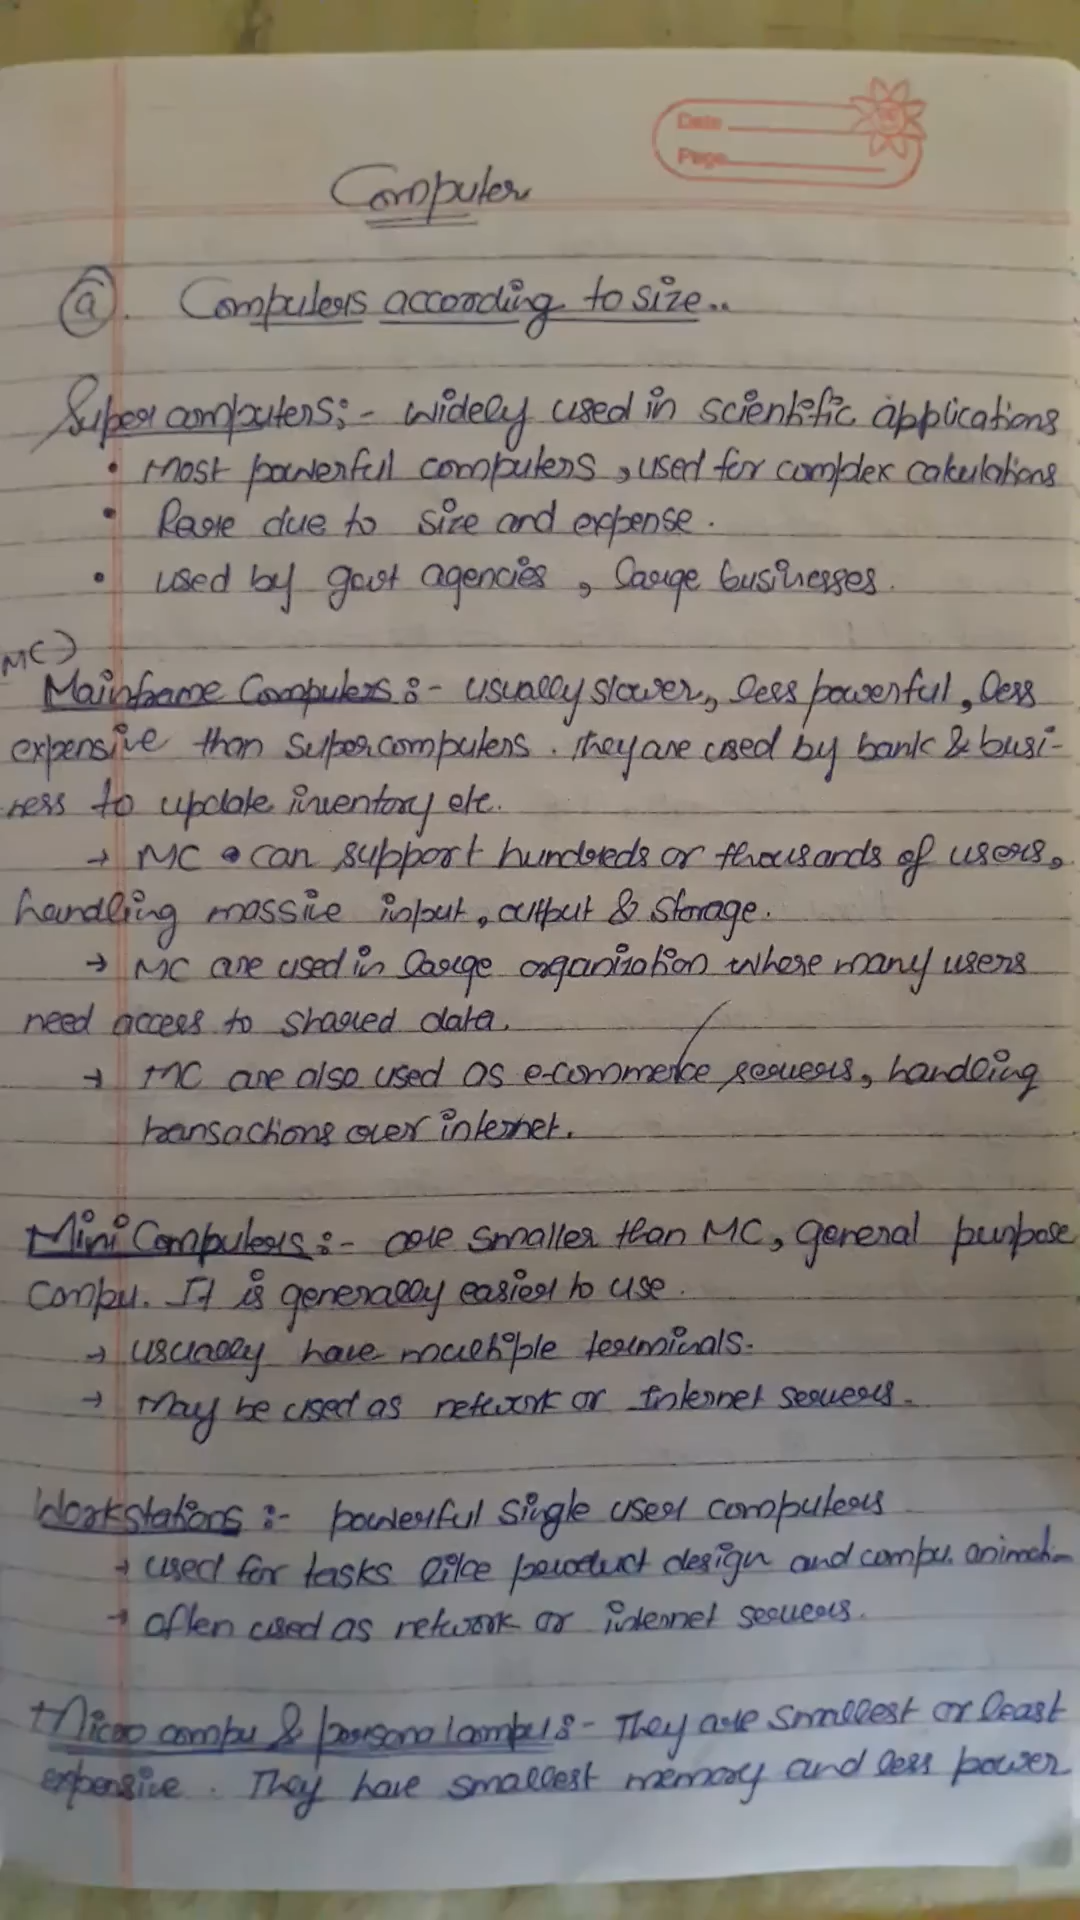 Date
Page
Computer
(a). Computers according to size..
Super computers:- widely used in scientific applications
• Most powerful computers, used for complex calculations
• Rare due to size and expense.
• used by govt agencies, large businesses.
MC→
Mainframe Computers:- usually slower, less powerful, less
expensive than supercomputers. They are used by bank & busi-
ness to update inventory etc.
→ MC can support hundreds or thousands of users,
handling massive input, output & storage.
→ MC are used in large organization where many users
need access to shared data.
→ MC are also used as e-commerce servers, handling
transactions over internet.
Mini Computers:- are smaller than MC, general purpose
compu. It is generally easier to use.
→ usually have multiple terminals.
→ May be used as network or Internet servers.
Workstations:- powerful single user computers
→ used for tasks like product design and compu. animation
→ often used as network or internet servers.
Micro compu & personal compu:- They are smallest or least
expensive. They have smallest memory and less power